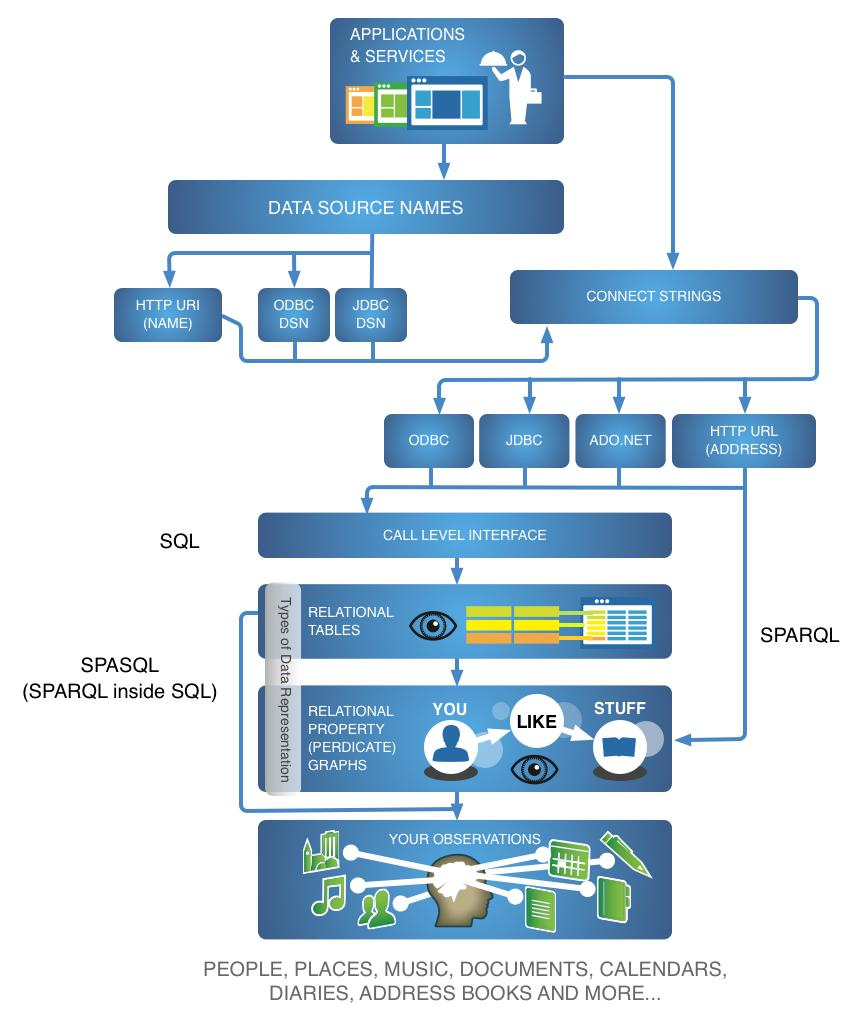 APPLICATIONS
& SERVICES
DATA SOURCE NAMES
HTTP URI
(NAME)
ODBC
DSN
JDBC
DSN
CONNECT STRINGS
ODBC
JDBC
ADO.NET
HTTP URL
(ADDRESS)
SQL
CALL LEVEL INTERFACE
Types of Data Representation
RELATIONAL
TABLES
SPARQL
SPASQL
(SPARQL inside SQL)
RELATIONAL
PROPERTY
(PERDICATE)
GRAPHS
YOU
LIKE
STUFF
YOUR OBSERVATIONS
PEOPLE, PLACES, MUSIC, DOCUMENTS, CALENDARS,
DIARIES, ADDRESS BOOKS AND MORE...